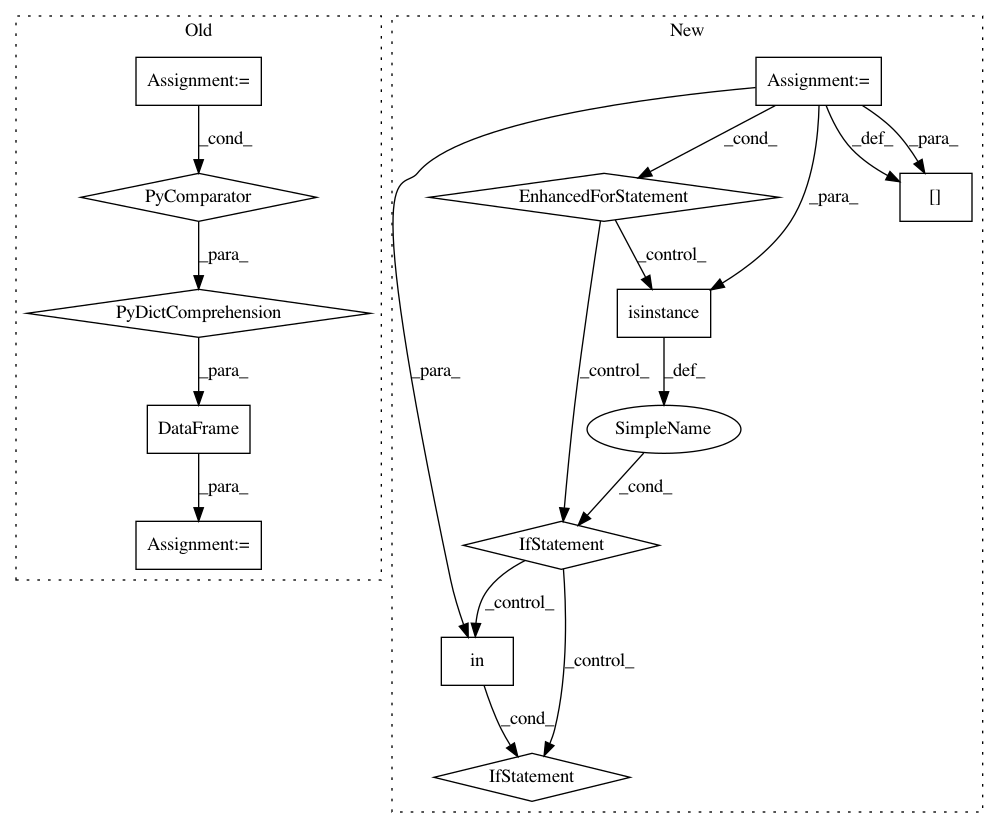 Old
New
Assignment:=
Assignment:=
_cond_
_cond_
_def_
_para_
PyComparator
EnhancedForStatement
[]
_para_
_control_
_para_
PyDictComprehension
isinstance
_para_
_para_
_control_
_def_
DataFrame
SimpleName
_para_
_cond_
Assignment:=
IfStatement
_control_
in
_control_
_cond_
IfStatement